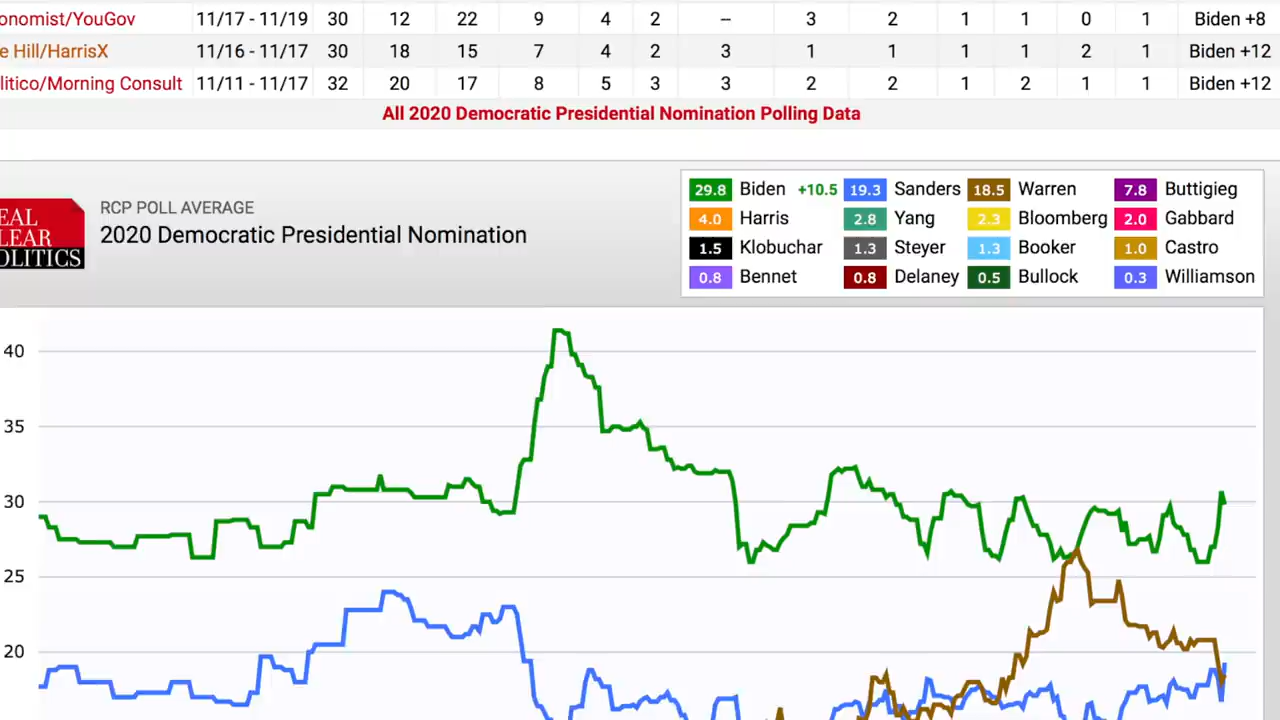 onomist/YouGov 11/17 - 11/19 30 12 22 9 4 2 -- 3 2 1 1 0 1 Biden +8
e Hill/HarrisX 11/16 - 11/17 30 18 15 7 4 2 3 1 1 1 1 2 1 Biden +12
litico/Morning Consult 11/11 - 11/17 32 20 17 8 5 3 3 2 2 1 2 1 1 Biden +12
All 2020 Democratic Presidential Nomination Polling Data
EAL
LEAR
OLITICS
RCP POLL AVERAGE
2020 Democratic Presidential Nomination
29.8 Biden +10.5 19.3 Sanders 18.5 Warren 7.8 Buttigieg
4.0 Harris 2.8 Yang 2.3 Bloomberg 2.0 Gabbard
1.5 Klobuchar 1.3 Steyer 1.3 Booker 1.0 Castro
0.8 Bennet 0.8 Delaney 0.5 Bullock 0.3 Williamson
40
35
30
25
20